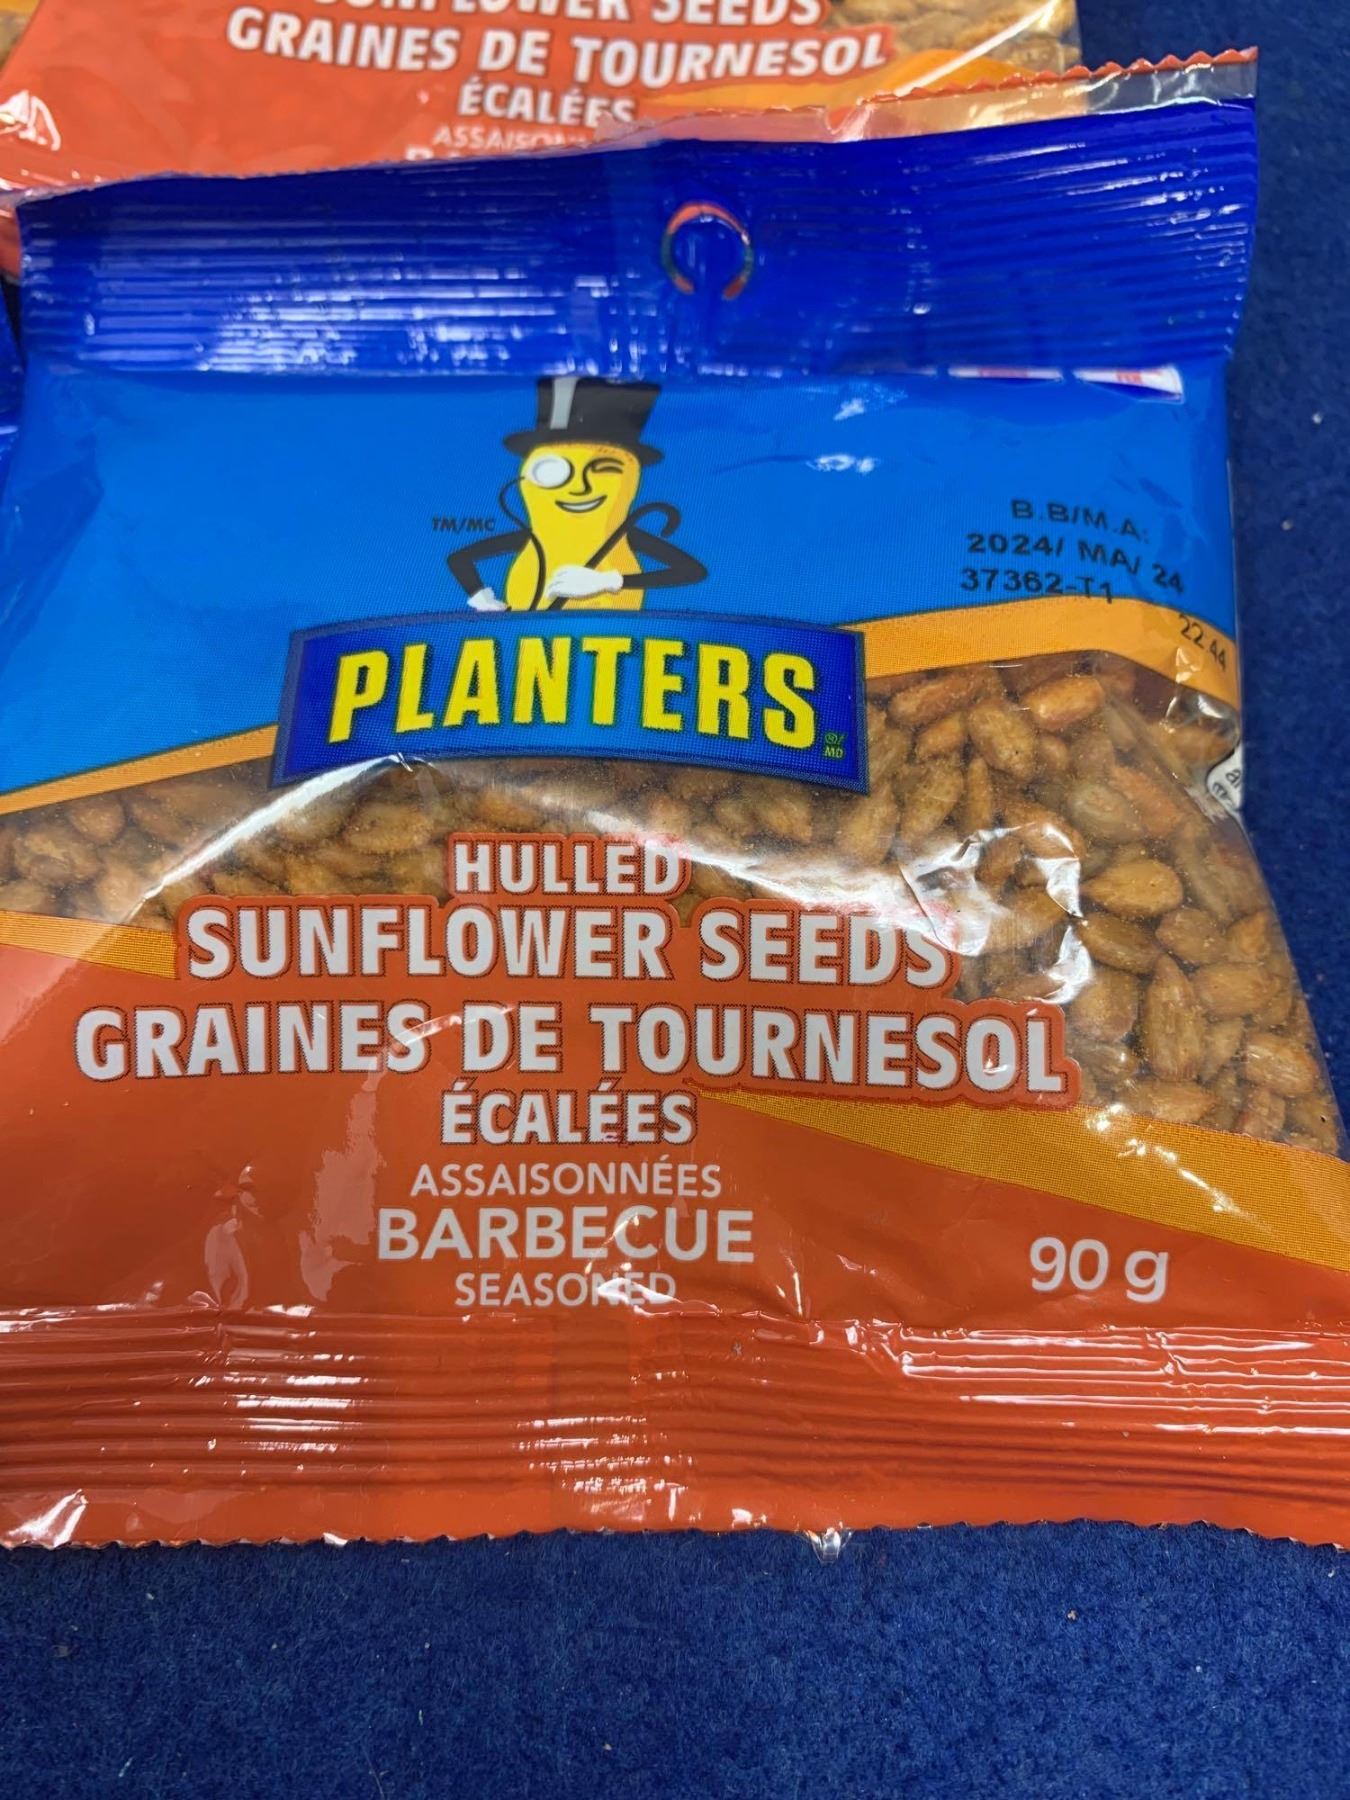 SUNFLOWER SEEDS
GRAINES DE TOURNESOL
ÉCALÉES
TM/MC
B.B/M.A:
2024/ MA/ 24
37362-T1
22 44
PLANTERS
®/
MD
HULLED
SUNFLOWER SEEDS
GRAINES DE TOURNESOL
ÉCALÉES
ASSAISONNÉES
BARBECUE
SEASONED
90 g